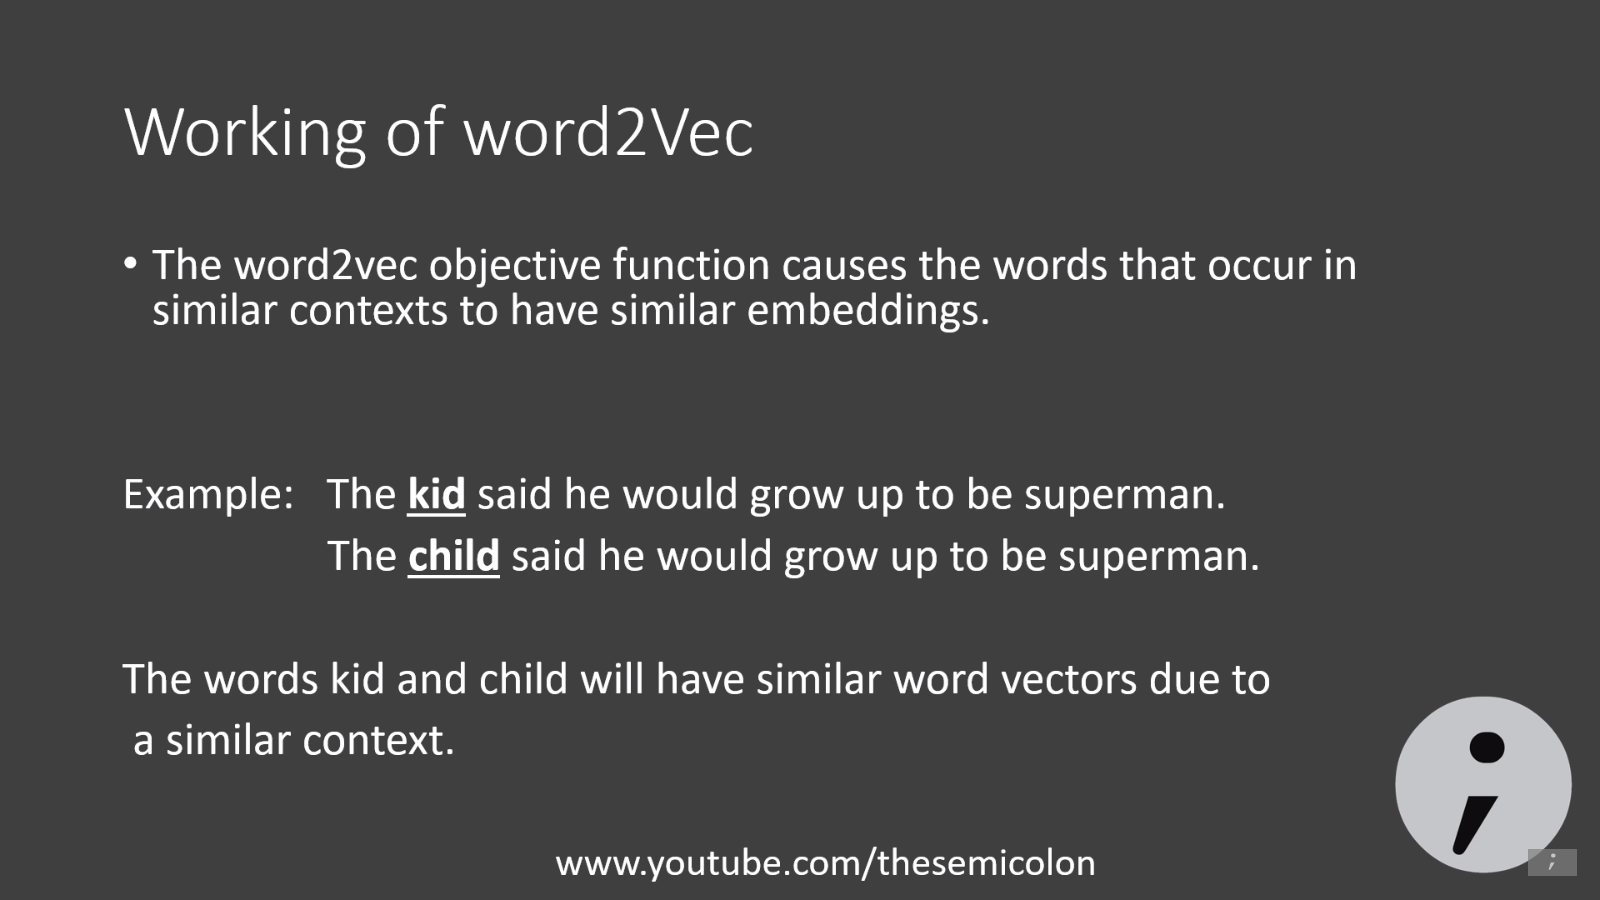 Working of word2Vec
• The word2vec objective function causes the words that occur in
similar contexts to have similar embeddings.
Example: The kid said he would grow up to be superman.
The child said he would grow up to be superman.
The words kid and child will have similar word vectors due to
a similar context.
;
www.youtube.com/thesemicolon
;